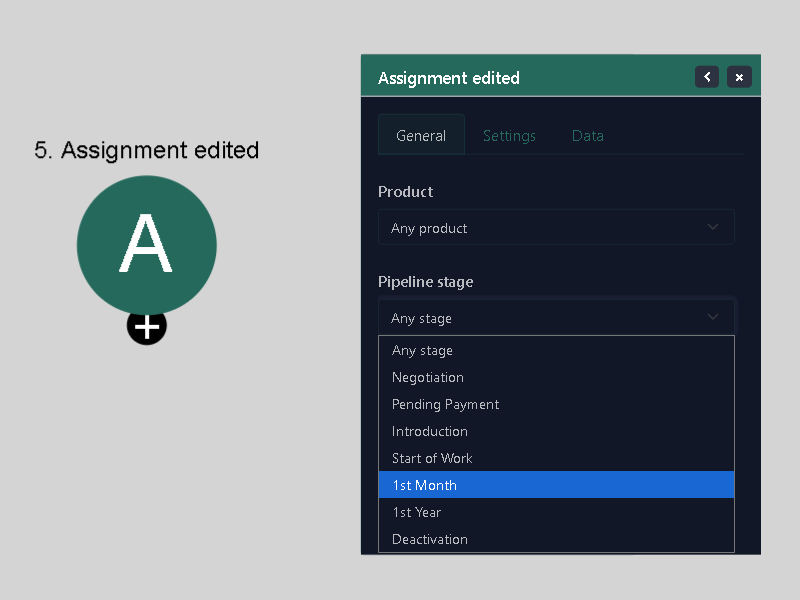 5. Assignment edited
A
Assignment edited
General Settings Data
Product
Any product
Pipeline stage
Any stage
Any stage
Negotiation
Pending Payment
Introduction
Start of Work
1st Month
1st Year
Deactivation